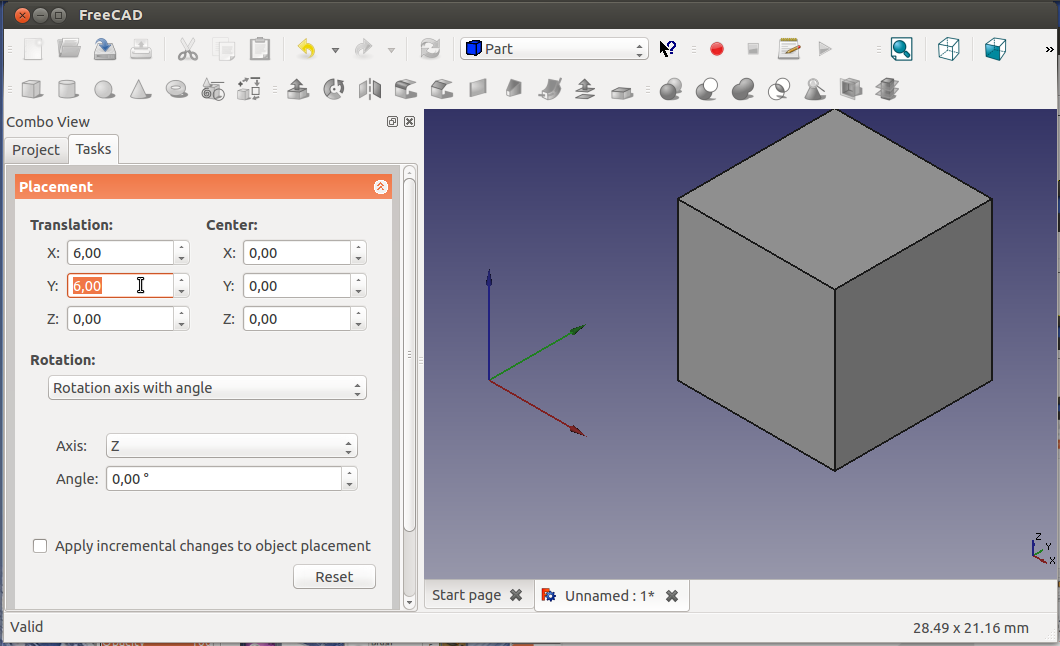 FreeCAD
Part
»
Combo View
Project Tasks
Placement
Translation: Center:
X: 6,00 X: 0,00
Y: 6,00 Y: 0,00
Z: 0,00 Z: 0,00
Rotation:
Rotation axis with angle
Axis: Z
Angle: 0,00 °
Apply incremental changes to object placement
Reset
Z
Y
X
Start page Unnamed : 1*
Valid 28.49 x 21.16 mm